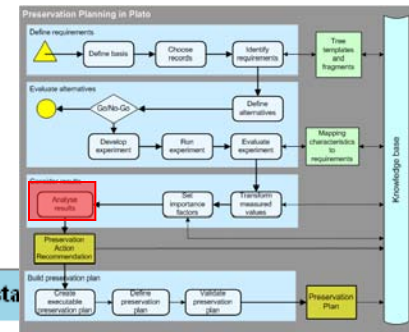 Preservation Planning in Plato
Define requirements
Define basis
Choose
records
Identify
requirements
Tree
templates
and
fragments
Evaluate alternatives
Go/No-Go
Define
alternatives
Develop
experiment
Run
experiment
Evaluate
experiment
Mapping
characteristics
to
requirements
Knowledge base
Analyse
results
Set
importance
factors
Transform
measured
values
Preservation
Action
Recommendation
Build preservation plan
Create
executable
preservation plan
Define
preservation
plan
Validate
preservation
plan
Preservation
Plan